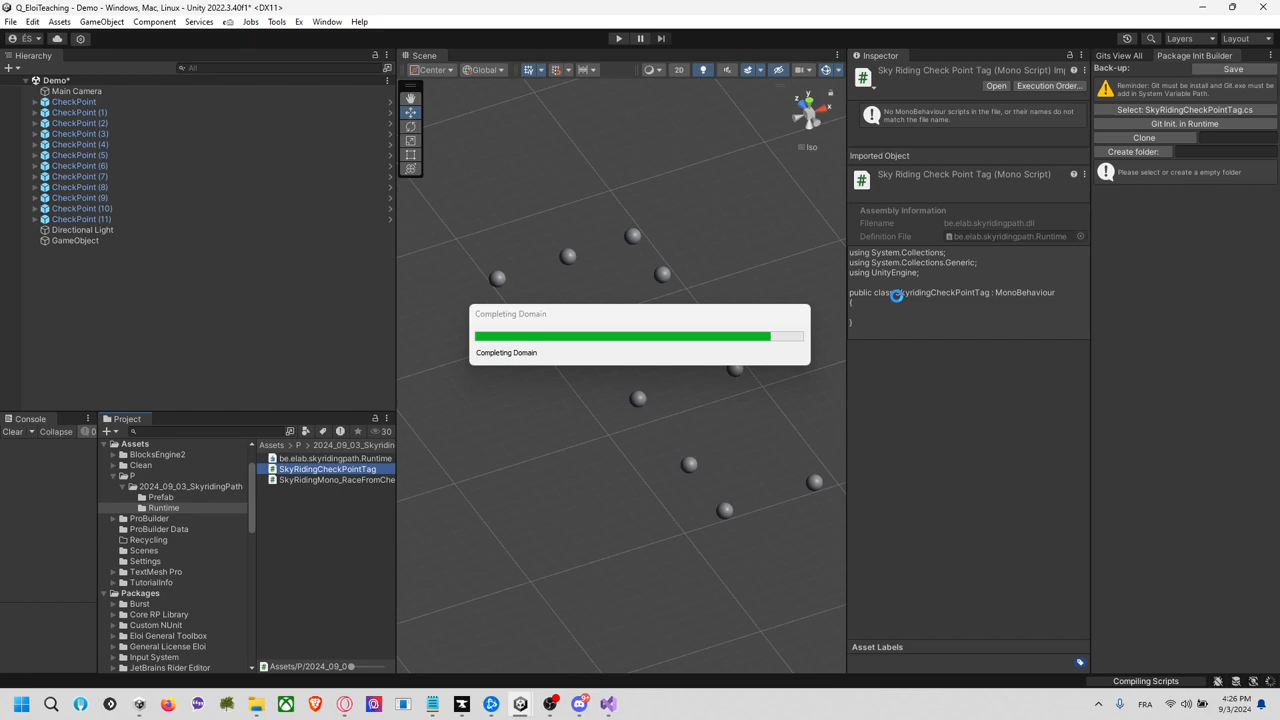 Q_EloiTeaching - Demo - Windows, Mac, Linux - Unity 2022.3.40f1* <DX11>
File Edit Assets GameObject Component Services Jobs Tools Ex Window Help
ÉS Layers Layout
Hierarchy
All
Demo*
Main Camera
CheckPoint
CheckPoint (1)
CheckPoint (2)
CheckPoint (3)
CheckPoint (4)
CheckPoint (5)
CheckPoint (6)
CheckPoint (7)
CheckPoint (8)
CheckPoint (9)
CheckPoint (10)
CheckPoint (11)
Directional Light
GameObject
Scene
Center Global 2D
y
z
x
Iso
Completing Domain
Completing Domain
Inspector
Sky Riding Check Point Tag (Mono Script) Im
Open Execution Order...
No MonoBehaviour scripts in the file, or their names do not
match the file name.
Imported Object
Sky Riding Check Point Tag (Mono Script)
Assembly Information
Filename be.elab.skyridingpath.dll
Definition File be.elab.skyridingpath.Runtime
using System.Collections;
using System.Collections.Generic;
using UnityEngine;
public class SkyridingCheckPointTag : MonoBehaviour
{
}
Asset Labels
Gits View All Package Init Builder
Back-up: Save
Reminder: Git must be install and Git.exe must be
add in System Variable Path.
Select: SkyRidingCheckPointTag.cs
Git Init. in Runtime
Clone
Create folder:
Please select or create a empty folder
Console
Clear Collapse 0
Project
30
Assets
BlocksEngine2
Clean
P
2024_09_03_SkyridingPath
Prefab
Runtime
ProBuilder
ProBuilder Data
Recycling
Scenes
Settings
TextMesh Pro
TutorialInfo
Packages
Burst
Core RP Library
Custom NUnit
Eloi General Toolbox
General License Eloi
Input System
JetBrains Rider Editor
Assets > P > 2024_09_03_Skyridin
be.elab.skyridingpath.Runtime
SkyRidingCheckPointTag
SkyRidingMono_RaceFromChe
Assets/P/2024_09_0
Compiling Scripts
9+
FRA
4:26 PM
9/3/2024